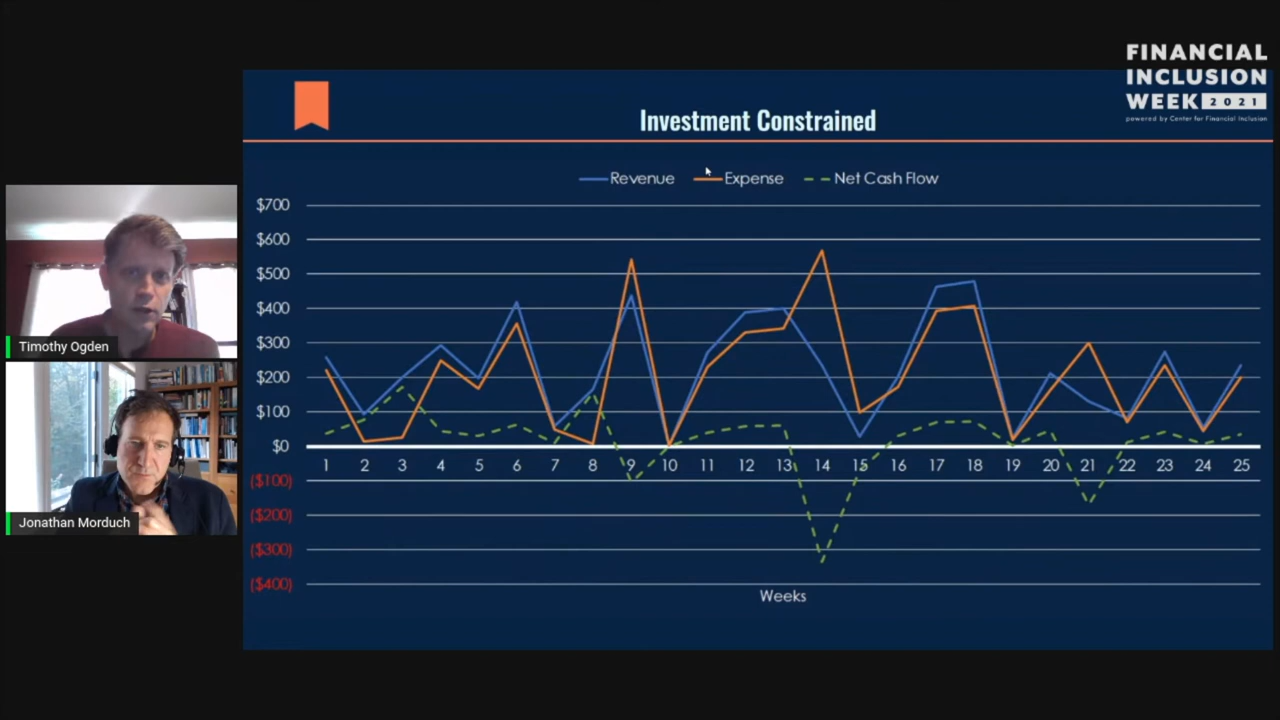 FINANCIAL
INCLUSION
WEEK 2021
powered by Center for Financial Inclusion
Investment Constrained
Revenue Expense Net Cash Flow
$700
$600
$500
$400
$300
$200
$100
$0
1 2 3 4 5 6 7 8 9 10 11 12 13 14 15 16 17 18 19 20 21 22 23 24 25
($100)
($200)
($300)
($400)
Weeks
Timothy Ogden
Jonathan Morduch